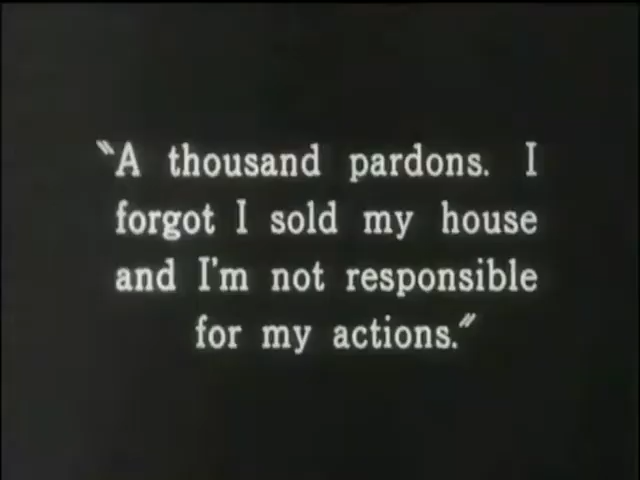 "A thousand pardons. I
forgot I sold my house
and I'm not responsible
for my actions."